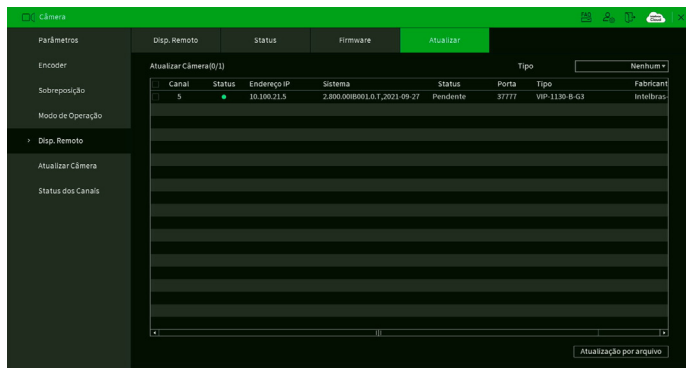 Câmera
Parâmetros
Encoder
Sobreposição
Modo de Operação
> Disp. Remoto
Atualizar Câmera
Status dos Canais
Disp. Remoto Status Firmware Atualizar
Atualizar Câmera(0/1) Tipo Nenhum
Canal Status Endereço IP Sistema Status Porta Tipo Fabricant
5 10.100.21.5 2.800.00IB001.0.T,2021-09-27 Pendente 37777 VIP-1130-B-G3 Intelbras-
Atualização por arquivo